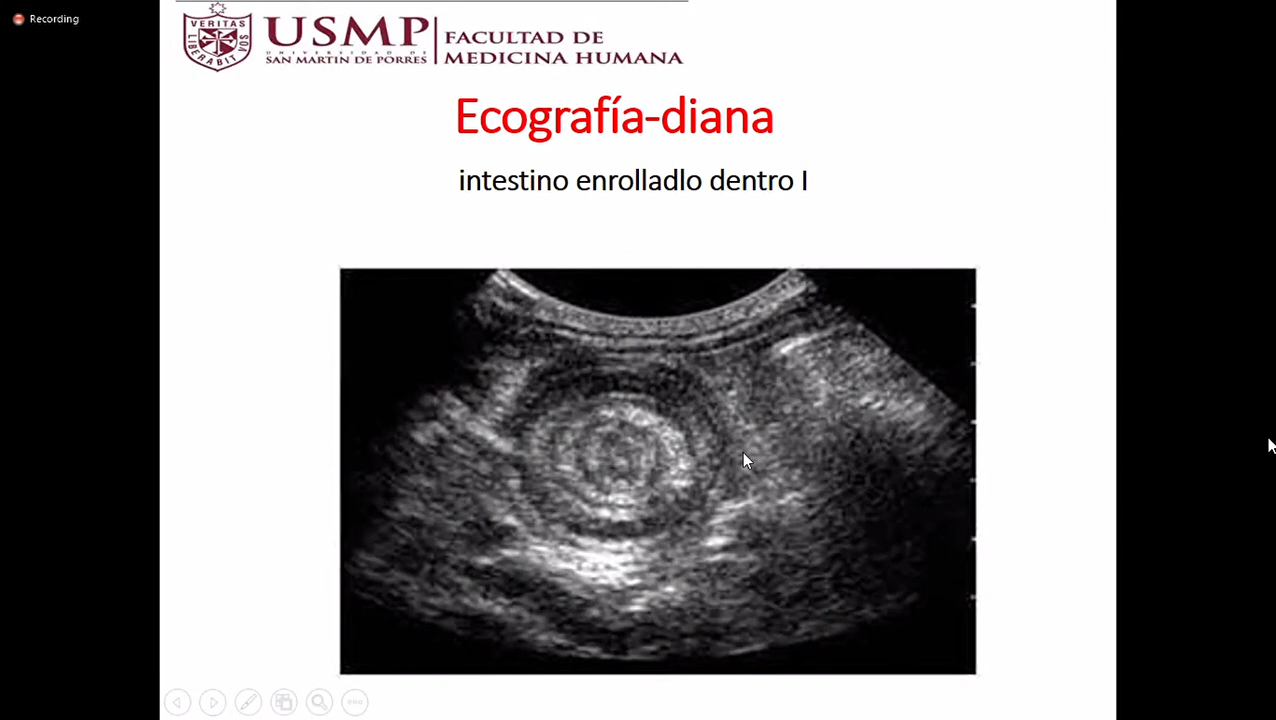 Recording
VERITAS
LIBERABIT VOS
USMP
UNIVERSIDAD DE
SAN MARTIN DE PORRES
FACULTAD DE
MEDICINA HUMANA
Ecografía-diana
intestino enrolladlo dentro I